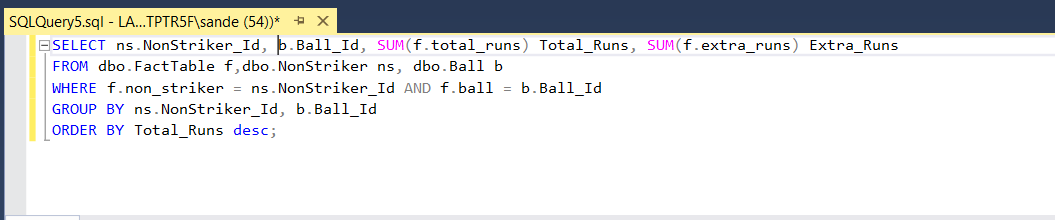 SQLQuery5.sql - LA...TPTR5F\sande (54))*
SELECT ns.NonStriker_Id, b.Ball_Id, SUM(f.total_runs) Total_Runs, SUM(f.extra_runs) Extra_Runs
FROM dbo.FactTable f,dbo.NonStriker ns, dbo.Ball b
WHERE f.non_striker = ns.NonStriker_Id AND f.ball = b.Ball_Id
GROUP BY ns.NonStriker_Id, b.Ball_Id
ORDER BY Total_Runs desc;